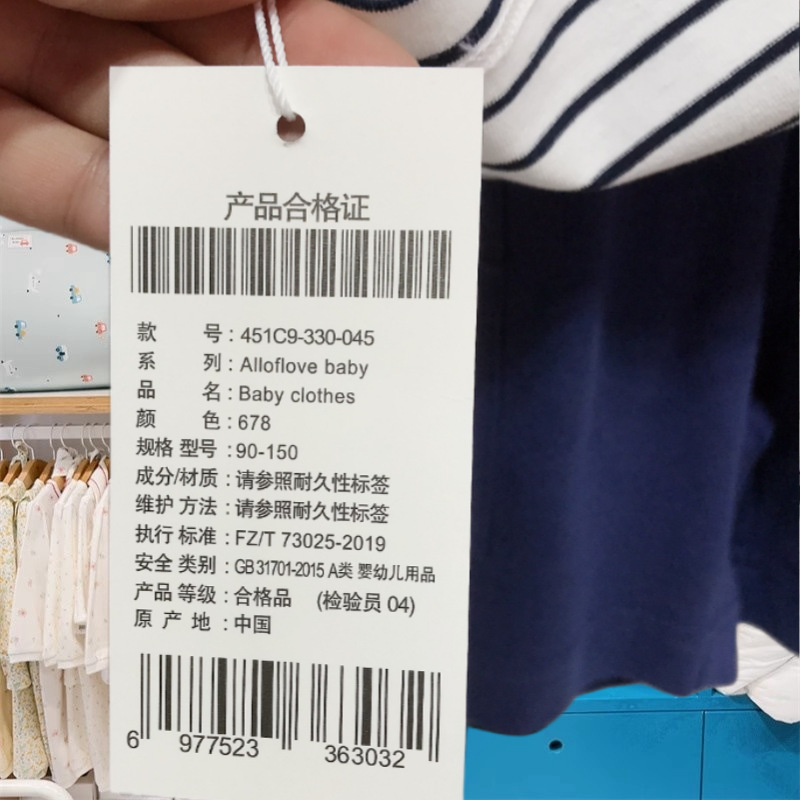 产品合格证
款 号：451C9-330-045
系 列：Alloflove baby
品 名：Baby clothes
颜 色：678
规格 型号：90-150
成分/材质：请参照耐久性标签
维护 方法：请参照耐久性标签
执行 标准：FZ/T 73025-2019
安全 类别：GB 31701-2015 A类 婴幼儿用品
产品 等级：合格品 (检验员 04)
原 产 地：中国
6 977523 363032